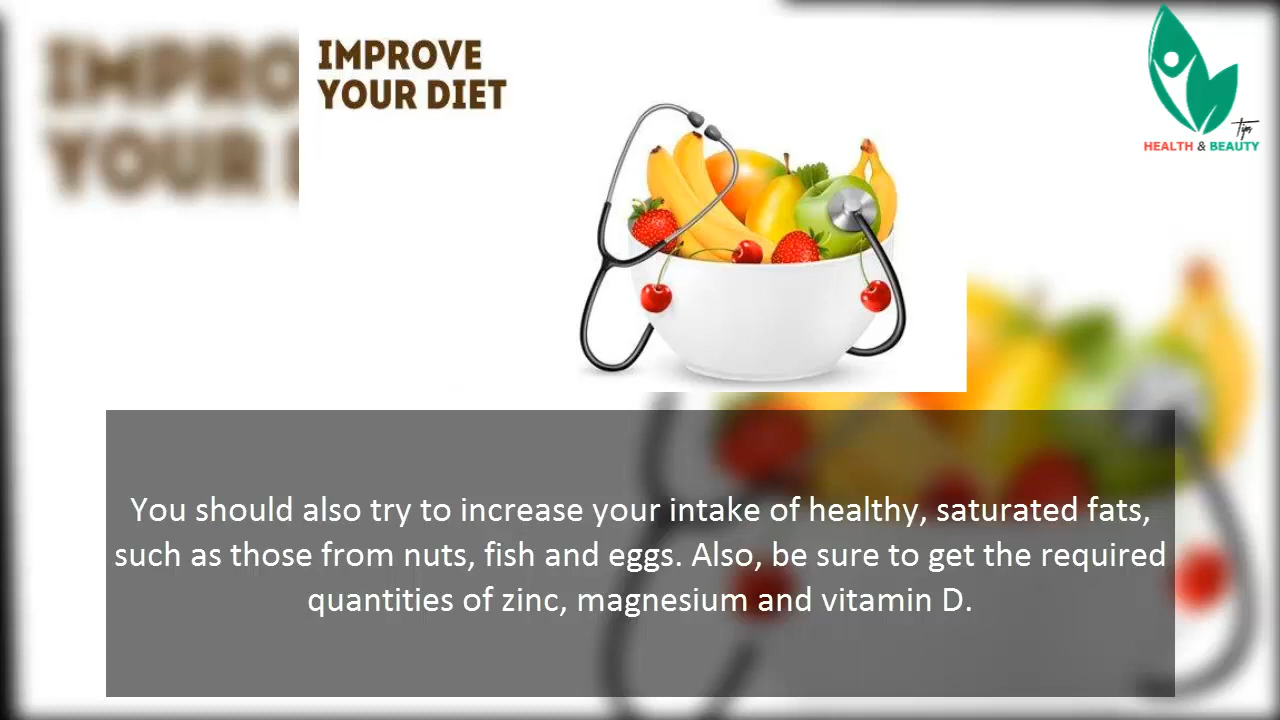 IMPROVE
YOUR DIET
Tips
HEALTH & BEAUTY
You should also try to increase your intake of healthy, saturated fats,
such as those from nuts, fish and eggs. Also, be sure to get the required
quantities of zinc, magnesium and vitamin D.